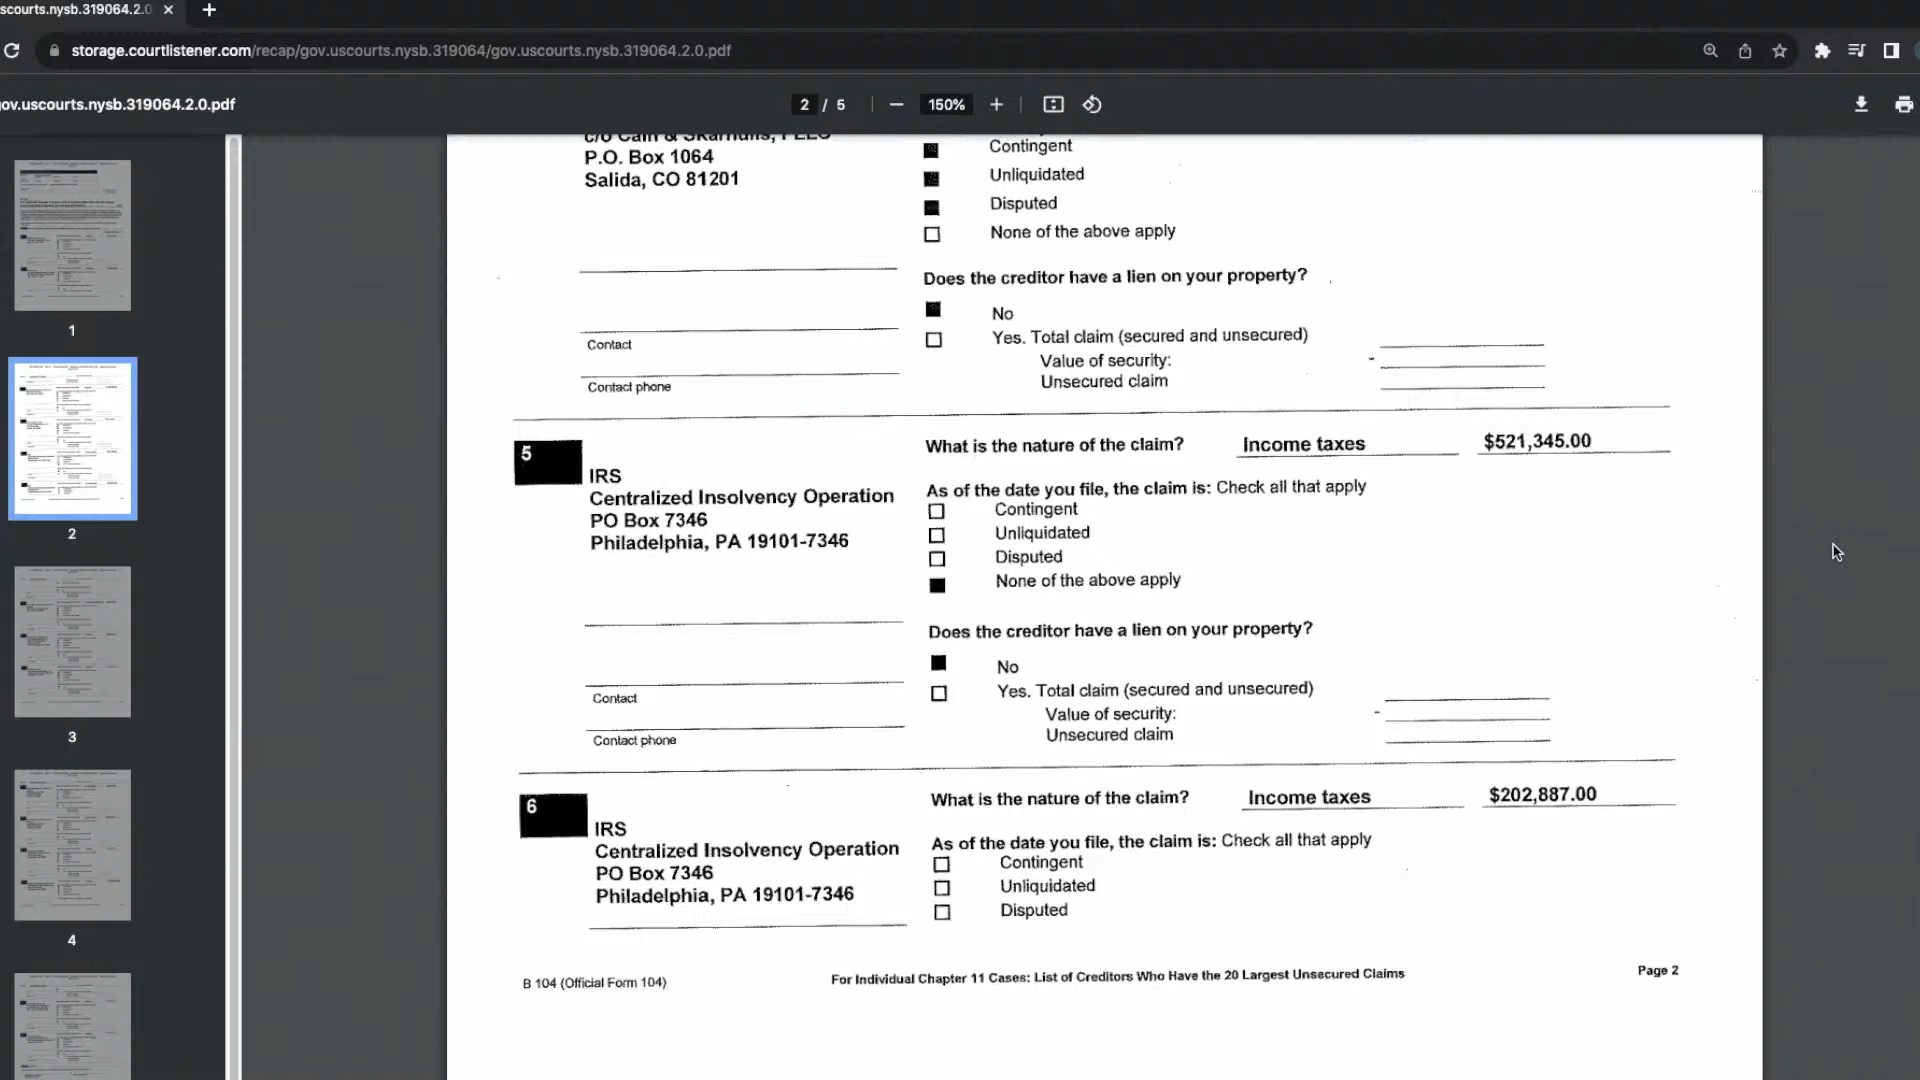 scourts.nysb.319064.2.0
storage.courtlistener.com/recap/gov.uscourts.nysb.319064/gov.uscourts.nysb.319064.2.0.pdf
gov.uscourts.nysb.319064.2.0.pdf
2 / 5
150%
1
2
3
4
c/o Cain & Skarnulis, PLLC
P.O. Box 1064
Salida, CO 81201
Contingent
Unliquidated
Disputed
None of the above apply
Does the creditor have a lien on your property?
No
Yes. Total claim (secured and unsecured)
Value of security: -
Unsecured claim
Contact
Contact phone
5
What is the nature of the claim? Income taxes $521,345.00
IRS
Centralized Insolvency Operation
PO Box 7346
Philadelphia, PA 19101-7346
As of the date you file, the claim is: Check all that apply
Contingent
Unliquidated
Disputed
None of the above apply
Does the creditor have a lien on your property?
No
Yes. Total claim (secured and unsecured)
Value of security: -
Unsecured claim
Contact
Contact phone
6
What is the nature of the claim? Income taxes $202,887.00
IRS
Centralized Insolvency Operation
PO Box 7346
Philadelphia, PA 19101-7346
As of the date you file, the claim is: Check all that apply
Contingent
Unliquidated
Disputed
B 104 (Official Form 104) For Individual Chapter 11 Cases: List of Creditors Who Have the 20 Largest Unsecured Claims Page 2